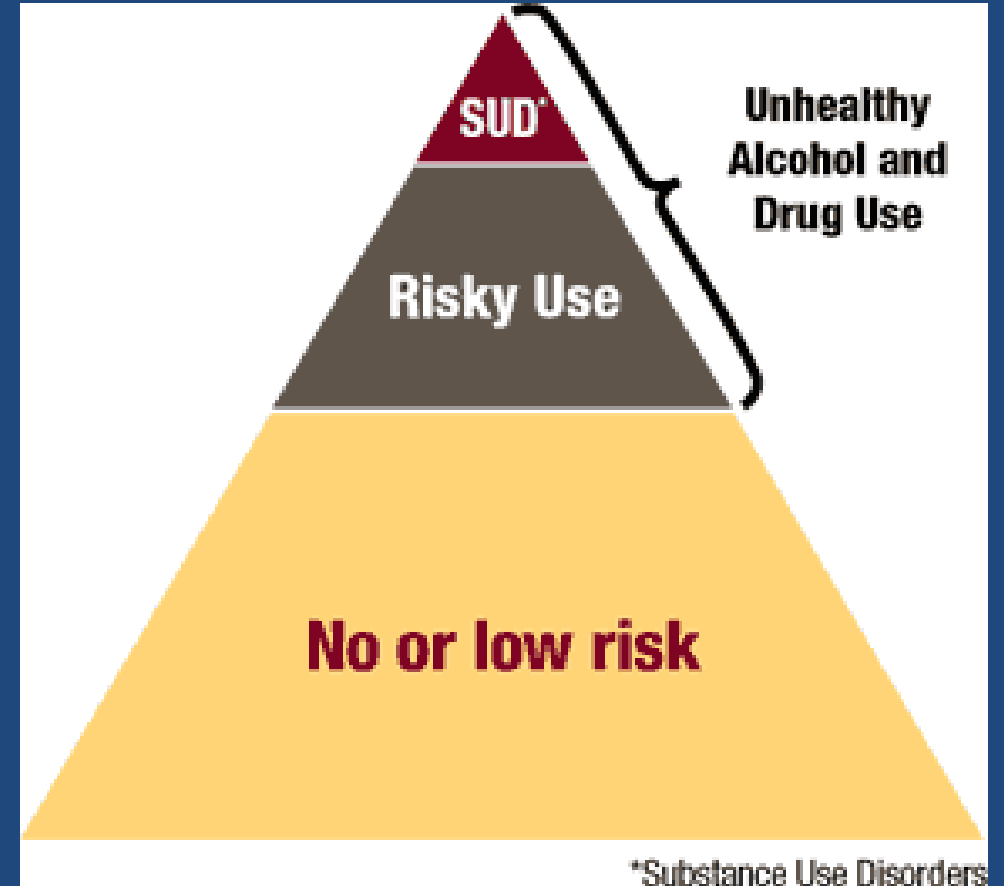 SUD*
Unhealthy
Alcohol and
Drug Use
Risky Use
No or low risk
*Substance Use Disorders